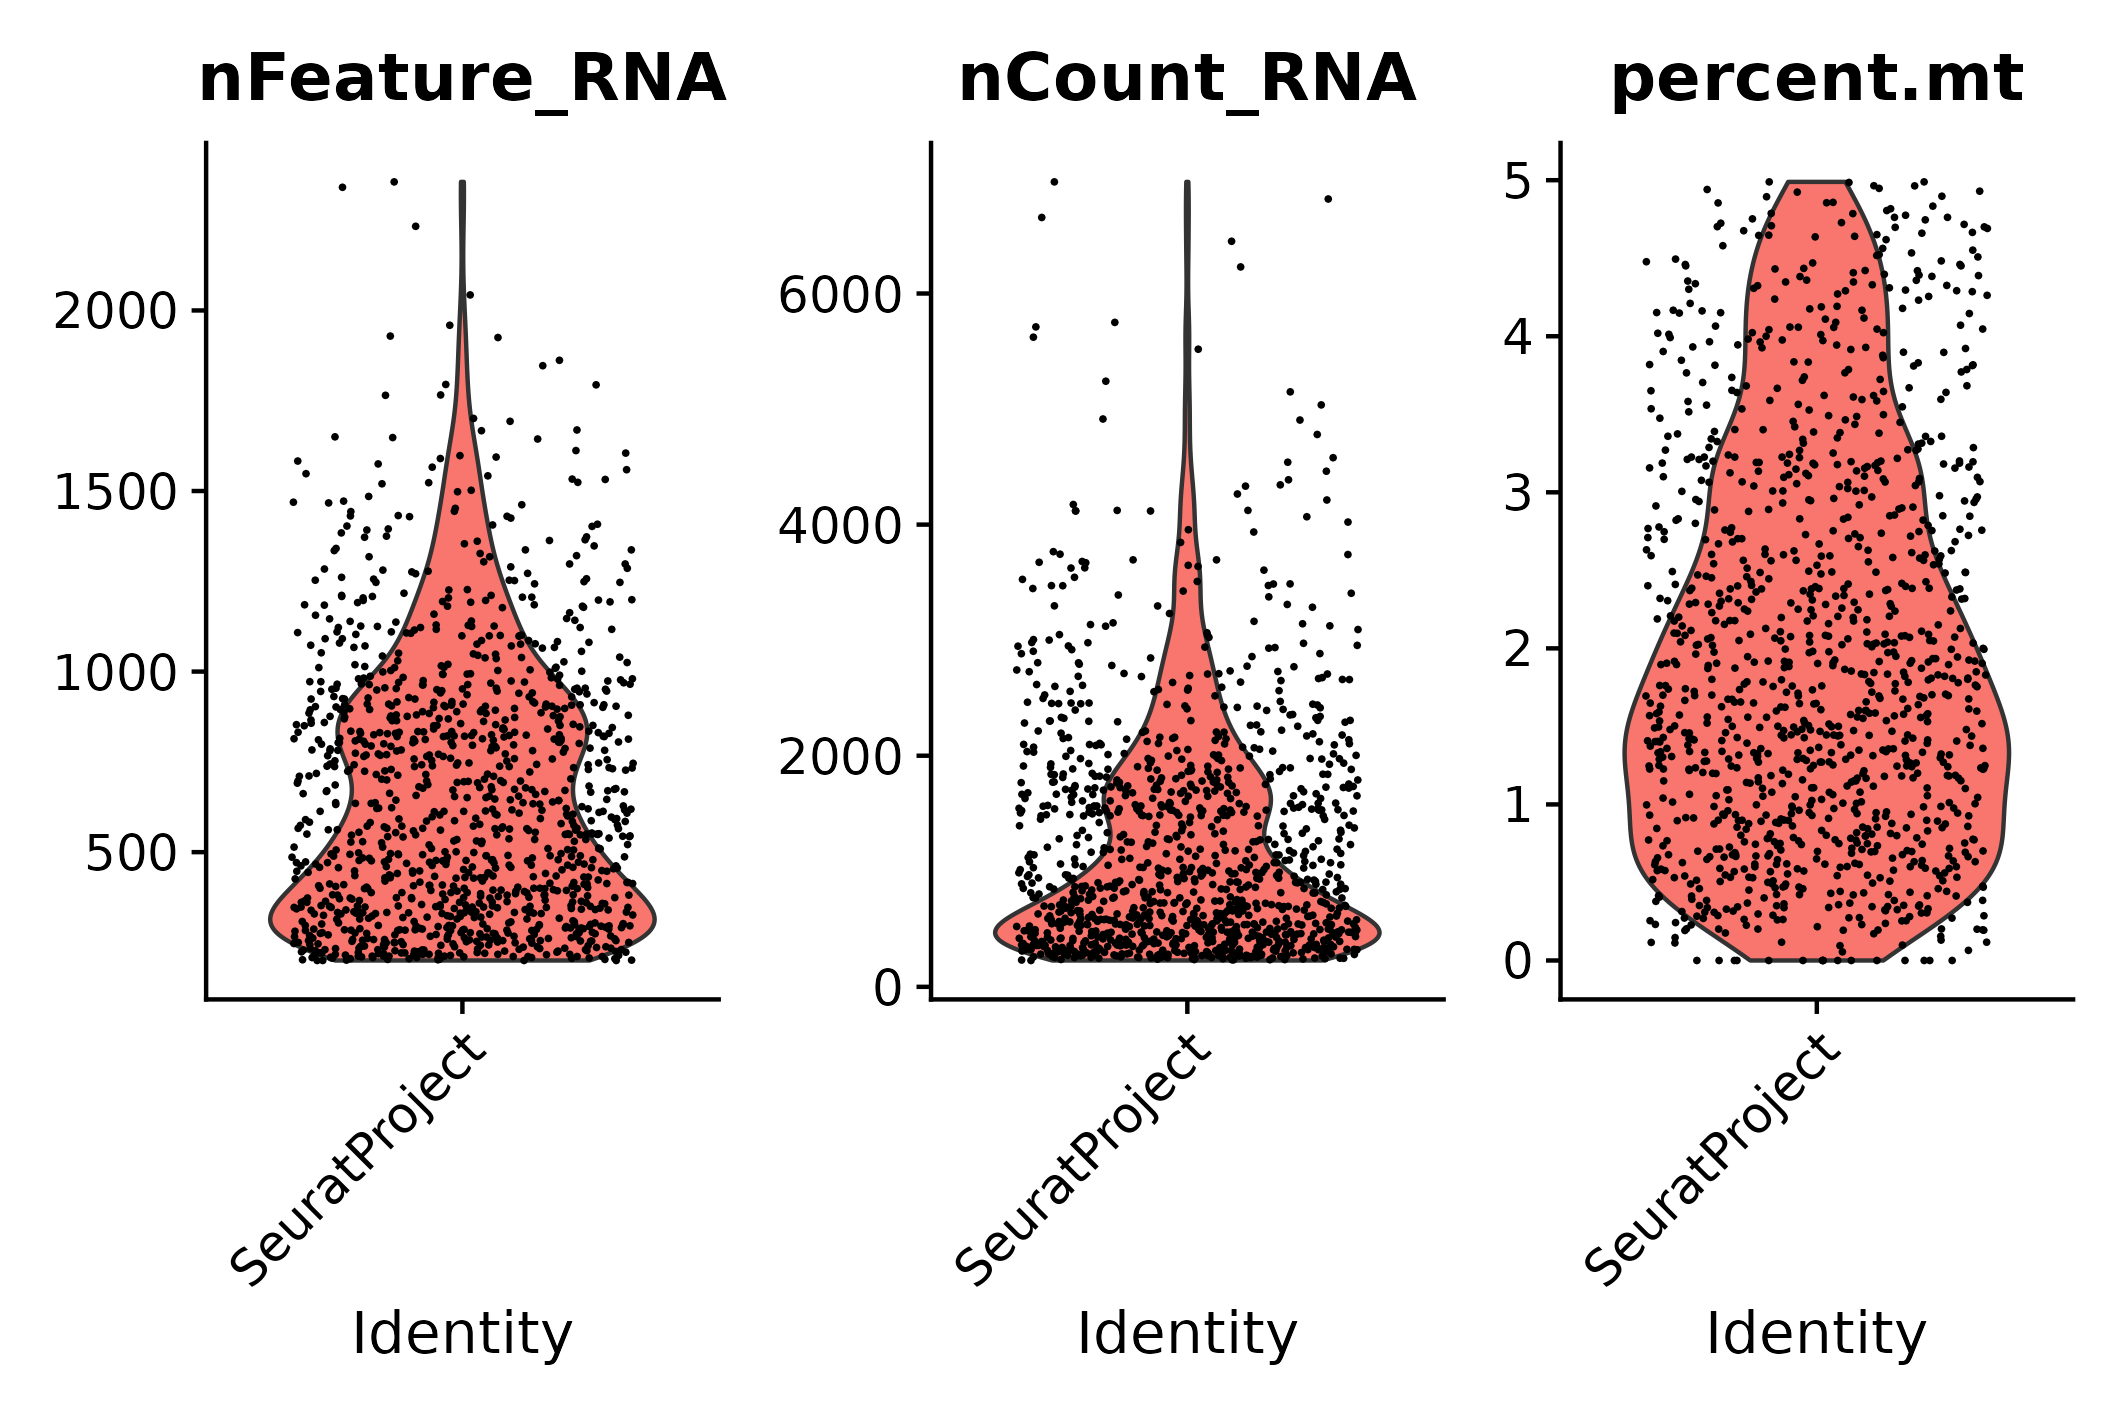 nFeature_RNA
2000
1500
1000
500
SeuratProject
Identity
nCount_RNA
6000
4000
2000
0
SeuratProject
Identity
percent.mt
5
4
3
2
1
0
SeuratProject
Identity